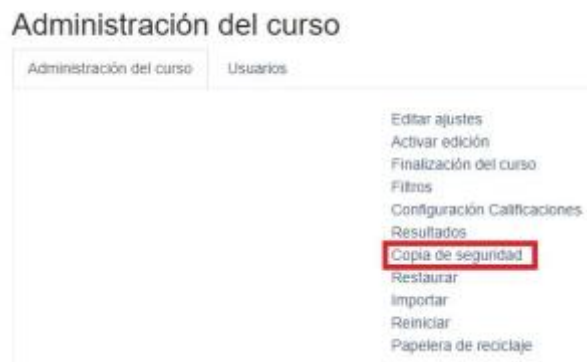 Administración del curso
Administración del curso Usuarios
Editar ajustes
Activar edición
Finalización del curso
Filtros
Configuración Calificaciones
Resultados
Copia de seguridad
Restaurar
Importar
Reiniciar
Papelera de reciclaje